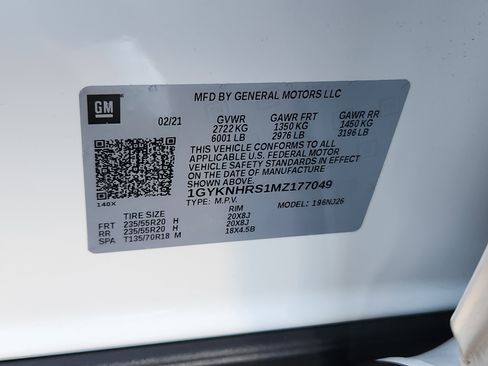 GM
MFD BY GENERAL MOTORS LLC
02/21 GVWR GAWR FRT GAWR RR
2722 KG 1350 KG 1450 KG
6001 LB 2976 LB 3196 LB
THIS VEHICLE CONFORMS TO ALL
APPLICABLE U.S. FEDERAL MOTOR
VEHICLE SAFETY STANDARDS IN EFFECT
ON THE DATE OF MANUFACTURE
SHOWN ABOVE.
1GYKNHRS1MZ177049
140X TYPE: M.P.V. MODEL: 196NJ26
TIRE SIZE RIM
FRT 235/55R20 H 20X8J
RR 235/55R20 H 20X8J
SPA T135/70R18 M 18X4.5B